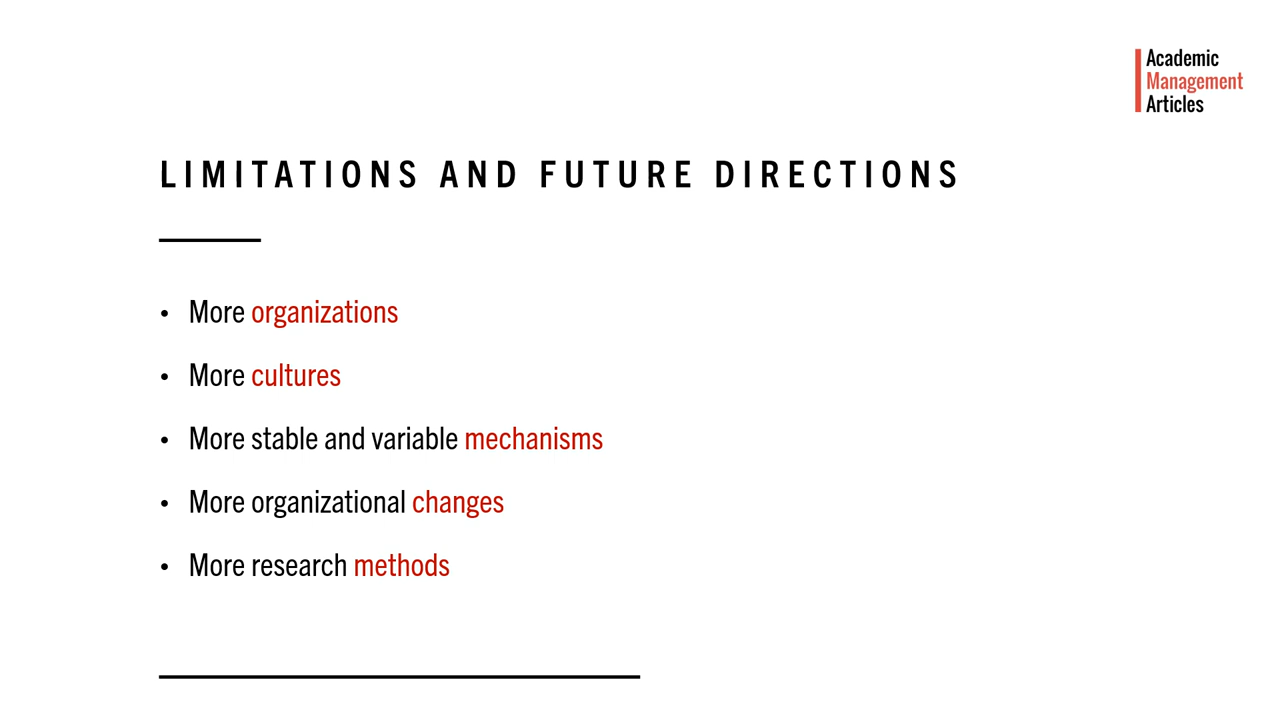 Academic
Management
Articles
LIMITATIONS AND FUTURE DIRECTIONS
• More organizations
• More cultures
• More stable and variable mechanisms
• More organizational changes
• More research methods